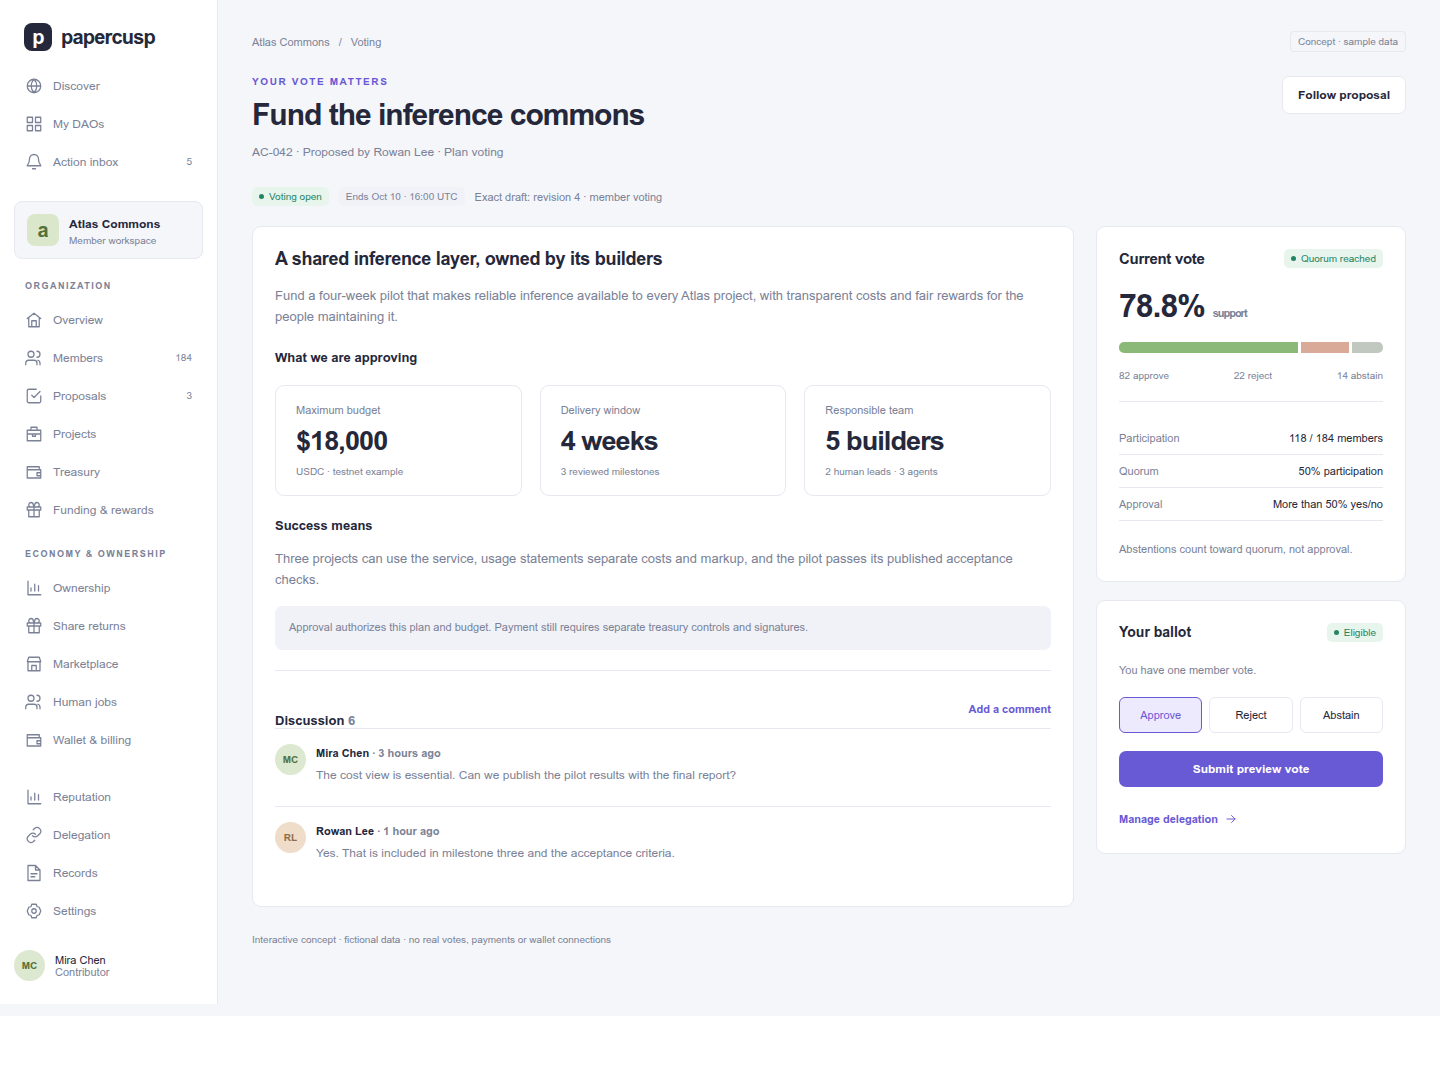 p papercusp
Discover
My DAOs
Action inbox 5
a Atlas Commons
Member workspace
ORGANIZATION
Overview
Members 184
Proposals 3
Projects
Treasury
Funding & rewards
ECONOMY & OWNERSHIP
Ownership
Share returns
Marketplace
Human jobs
Wallet & billing
Reputation
Delegation
Records
Settings
MC Mira Chen
Contributor
Atlas Commons / Voting
Concept · sample data
YOUR VOTE MATTERS
Fund the inference commons
Follow proposal
AC-042 · Proposed by Rowan Lee · Plan voting
Voting open Ends Oct 10 · 16:00 UTC Exact draft: revision 4 · member voting
A shared inference layer, owned by its builders
Fund a four-week pilot that makes reliable inference available to every Atlas project, with transparent costs and fair rewards for the
people maintaining it.
What we are approving
Maximum budget
$18,000
USDC · testnet example
Delivery window
4 weeks
3 reviewed milestones
Responsible team
5 builders
2 human leads · 3 agents
Success means
Three projects can use the service, usage statements separate costs and markup, and the pilot passes its published acceptance
checks.
Approval authorizes this plan and budget. Payment still requires separate treasury controls and signatures.
Discussion 6
Add a comment
MC Mira Chen · 3 hours ago
The cost view is essential. Can we publish the pilot results with the final report?
RL Rowan Lee · 1 hour ago
Yes. That is included in milestone three and the acceptance criteria.
Current vote Quorum reached
78.8% support
82 approve 22 reject 14 abstain
Participation 118 / 184 members
Quorum 50% participation
Approval More than 50% yes/no
Abstentions count toward quorum, not approval.
Your ballot Eligible
You have one member vote.
Approve Reject Abstain
Submit preview vote
Manage delegation →
Interactive concept · fictional data · no real votes, payments or wallet connections